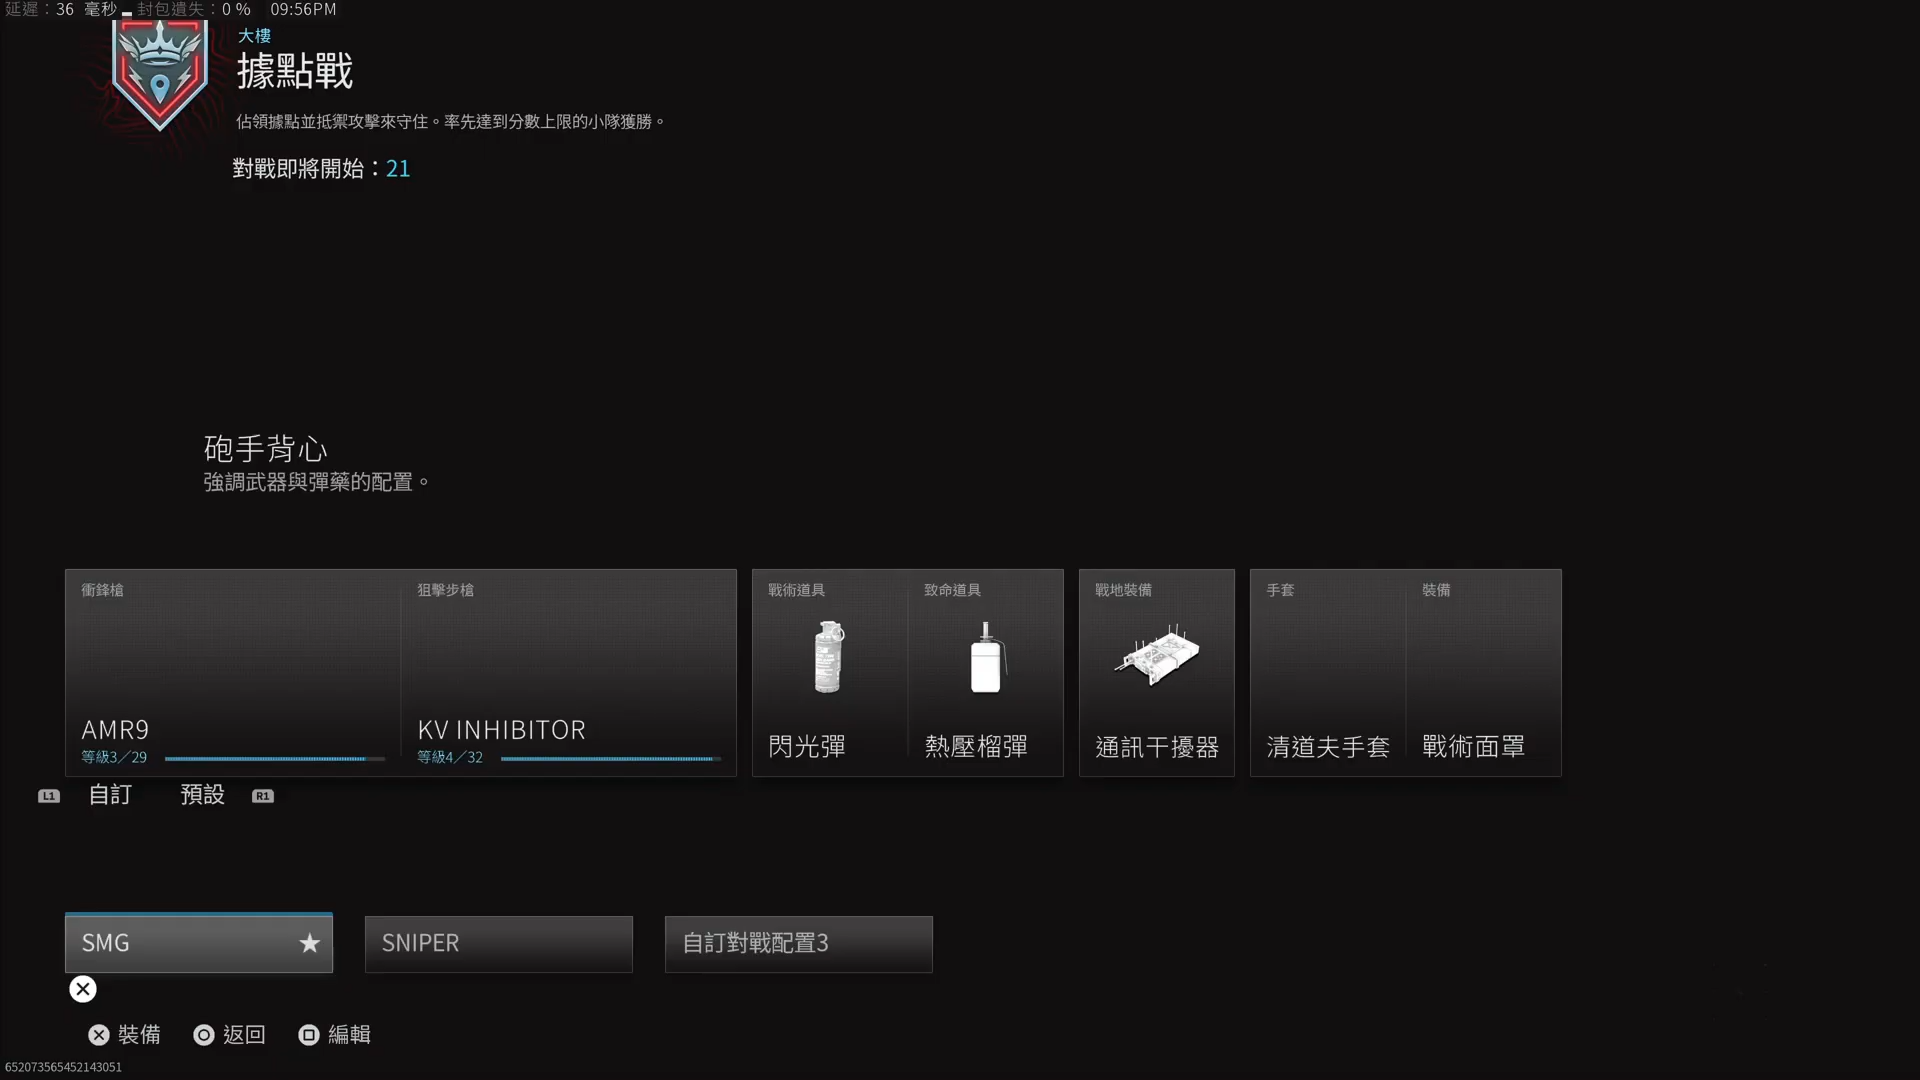 延遲：36 毫秒 封包遺失：0 % 09:56PM
大樓
據點戰
佔領據點並抵禦攻擊來守住。率先達到分數上限的小隊獲勝。
對戰即將開始：21
砲手背心
強調武器與彈藥的配置。
衝鋒槍
AMR9
等級3／29
狙擊步槍
KV INHIBITOR
等級4／32
戰術道具
閃光彈
致命道具
熱壓榴彈
戰地裝備
通訊干擾器
手套
清道夫手套
裝備
戰術面罩
L1 自訂 預設 R1
SMG
SNIPER
自訂對戰配置3
裝備 返回 編輯
652073565452143051